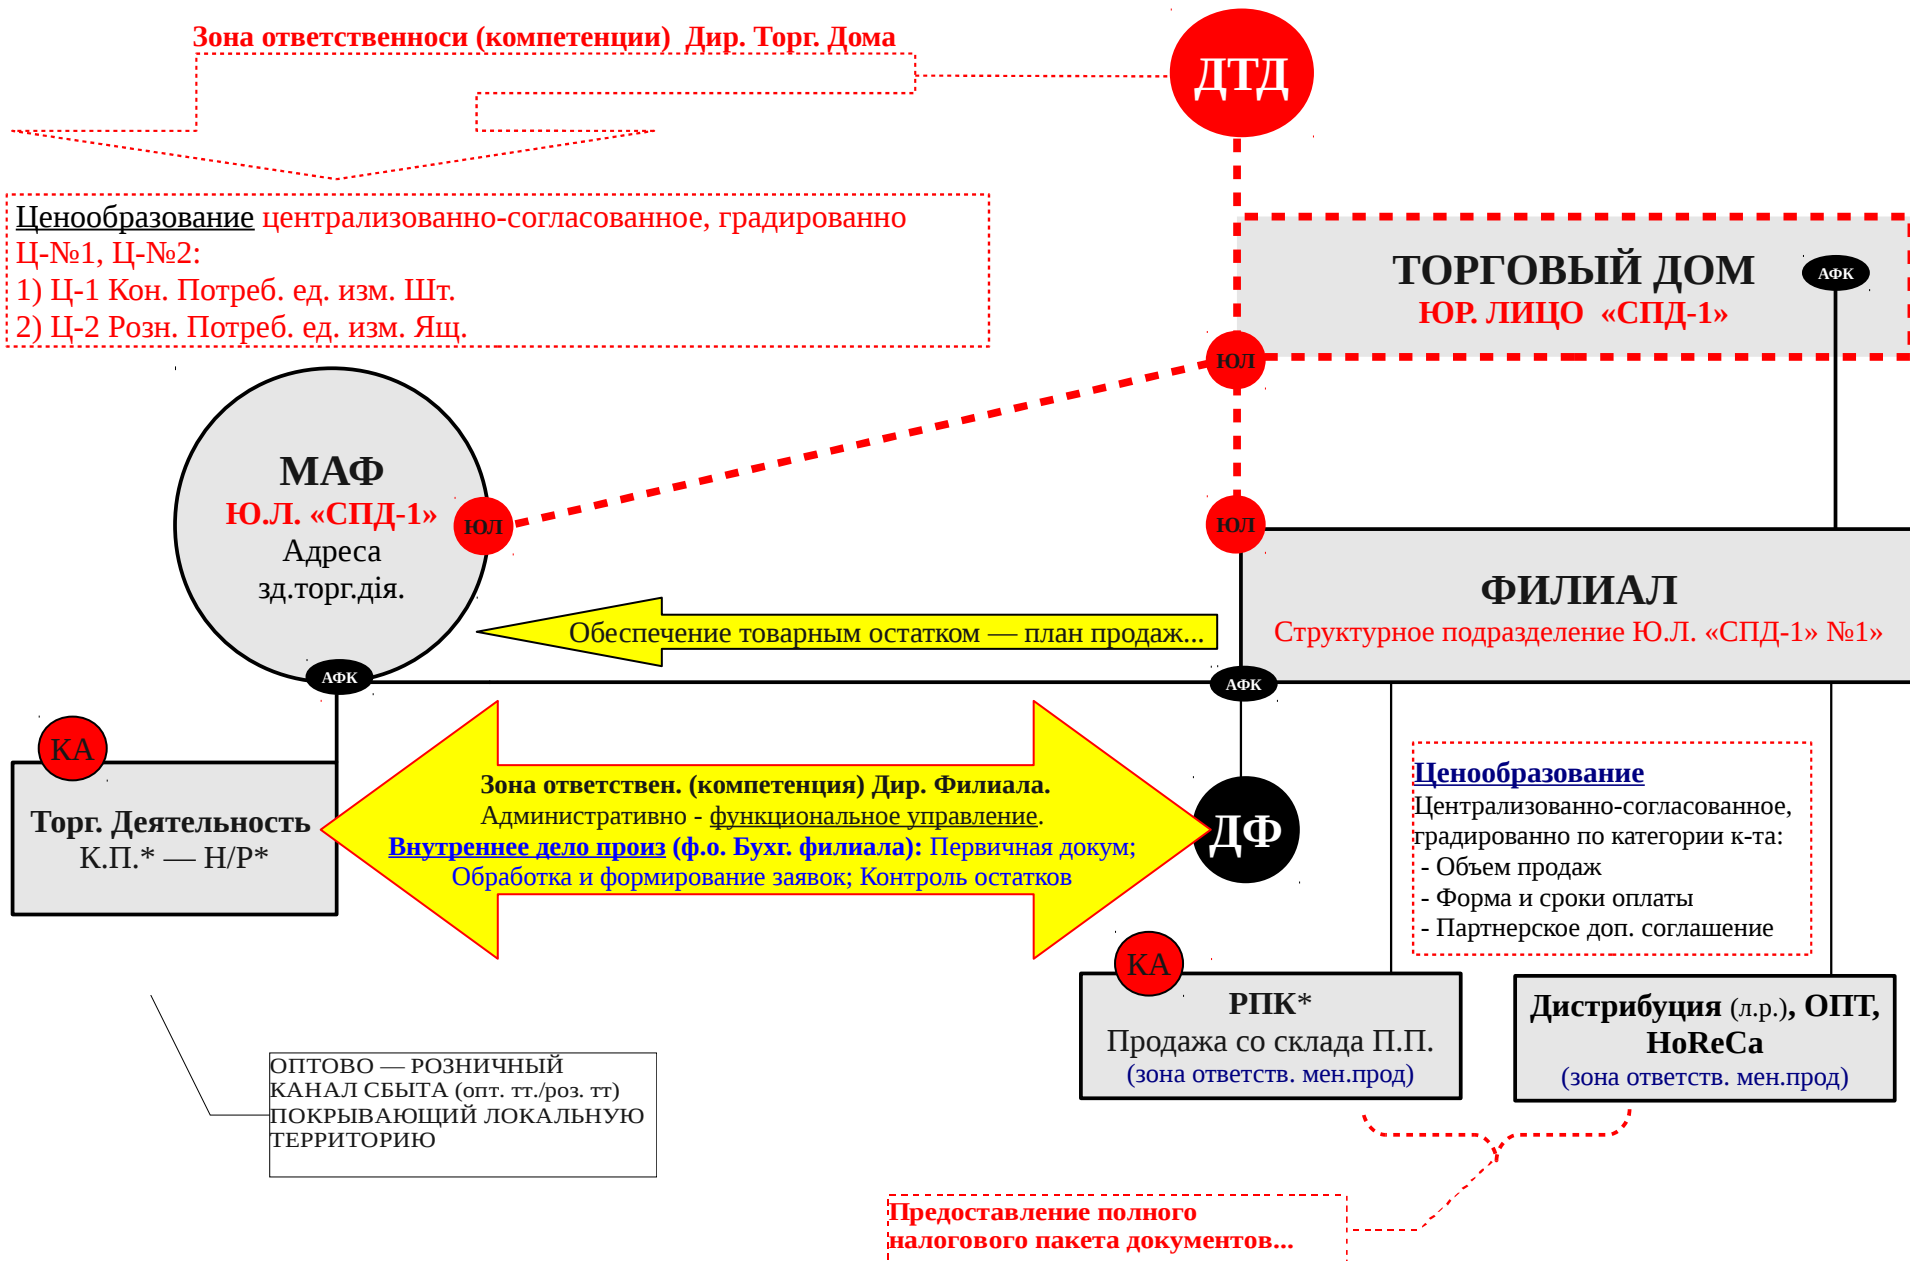 Зона ответственоси (компетенции)  Дир. Торг. Дома
ДТД
Ценообразование централизованно-согласованное, градированно
Ц-№1, Ц-№2:
1) Ц-1 Кон. Потреб. ед. изм. Шт.
2) Ц-2 Розн. Потреб. ед. изм. Ящ.
ТОРГОВЫЙ ДОМ
ЮР. ЛИЦО  «СПД-1»
АФК
ЮЛ
МАФ
Ю.Л. «СПД-1»
Адреса
зд.торг.дія.
ЮЛ
ЮЛ
ФИЛИАЛ
Структурное подразделение Ю.Л. «СПД-1» №1»
Обеспечение товарным остатком — план продаж...
АФК
АФК
КА
Торг. Деятельность
К.П.* — Н/Р*
Зона ответствен. (компетенция) Дир. Филиала.
Административно - функциональное управление.
Внутреннее дело произ (ф.о. Бухг. филиала): Первичная докум;
Обработка и формирование заявок; Контроль остатков
ДФ
Ценообразование
Централизованно-согласованное,
градированно по категории к-та:
- Объем продаж
- Форма и сроки оплаты
- Партнерское доп. соглашение
КА
РПК*
Продажа со склада П.П.
(зона ответств. мен.прод)
Дистрибуция (л.р.), ОПТ,
HoReCa
(зона ответств. мен.прод)
ОПТОВО — РОЗНИЧНЫЙ
КАНАЛ СБЫТА (опт. тт./роз. тт)
ПОКРЫВАЮЩИЙ ЛОКАЛЬНУЮ
ТЕРРИТОРИЮ
Предоставление полного
налогового пакета документов...